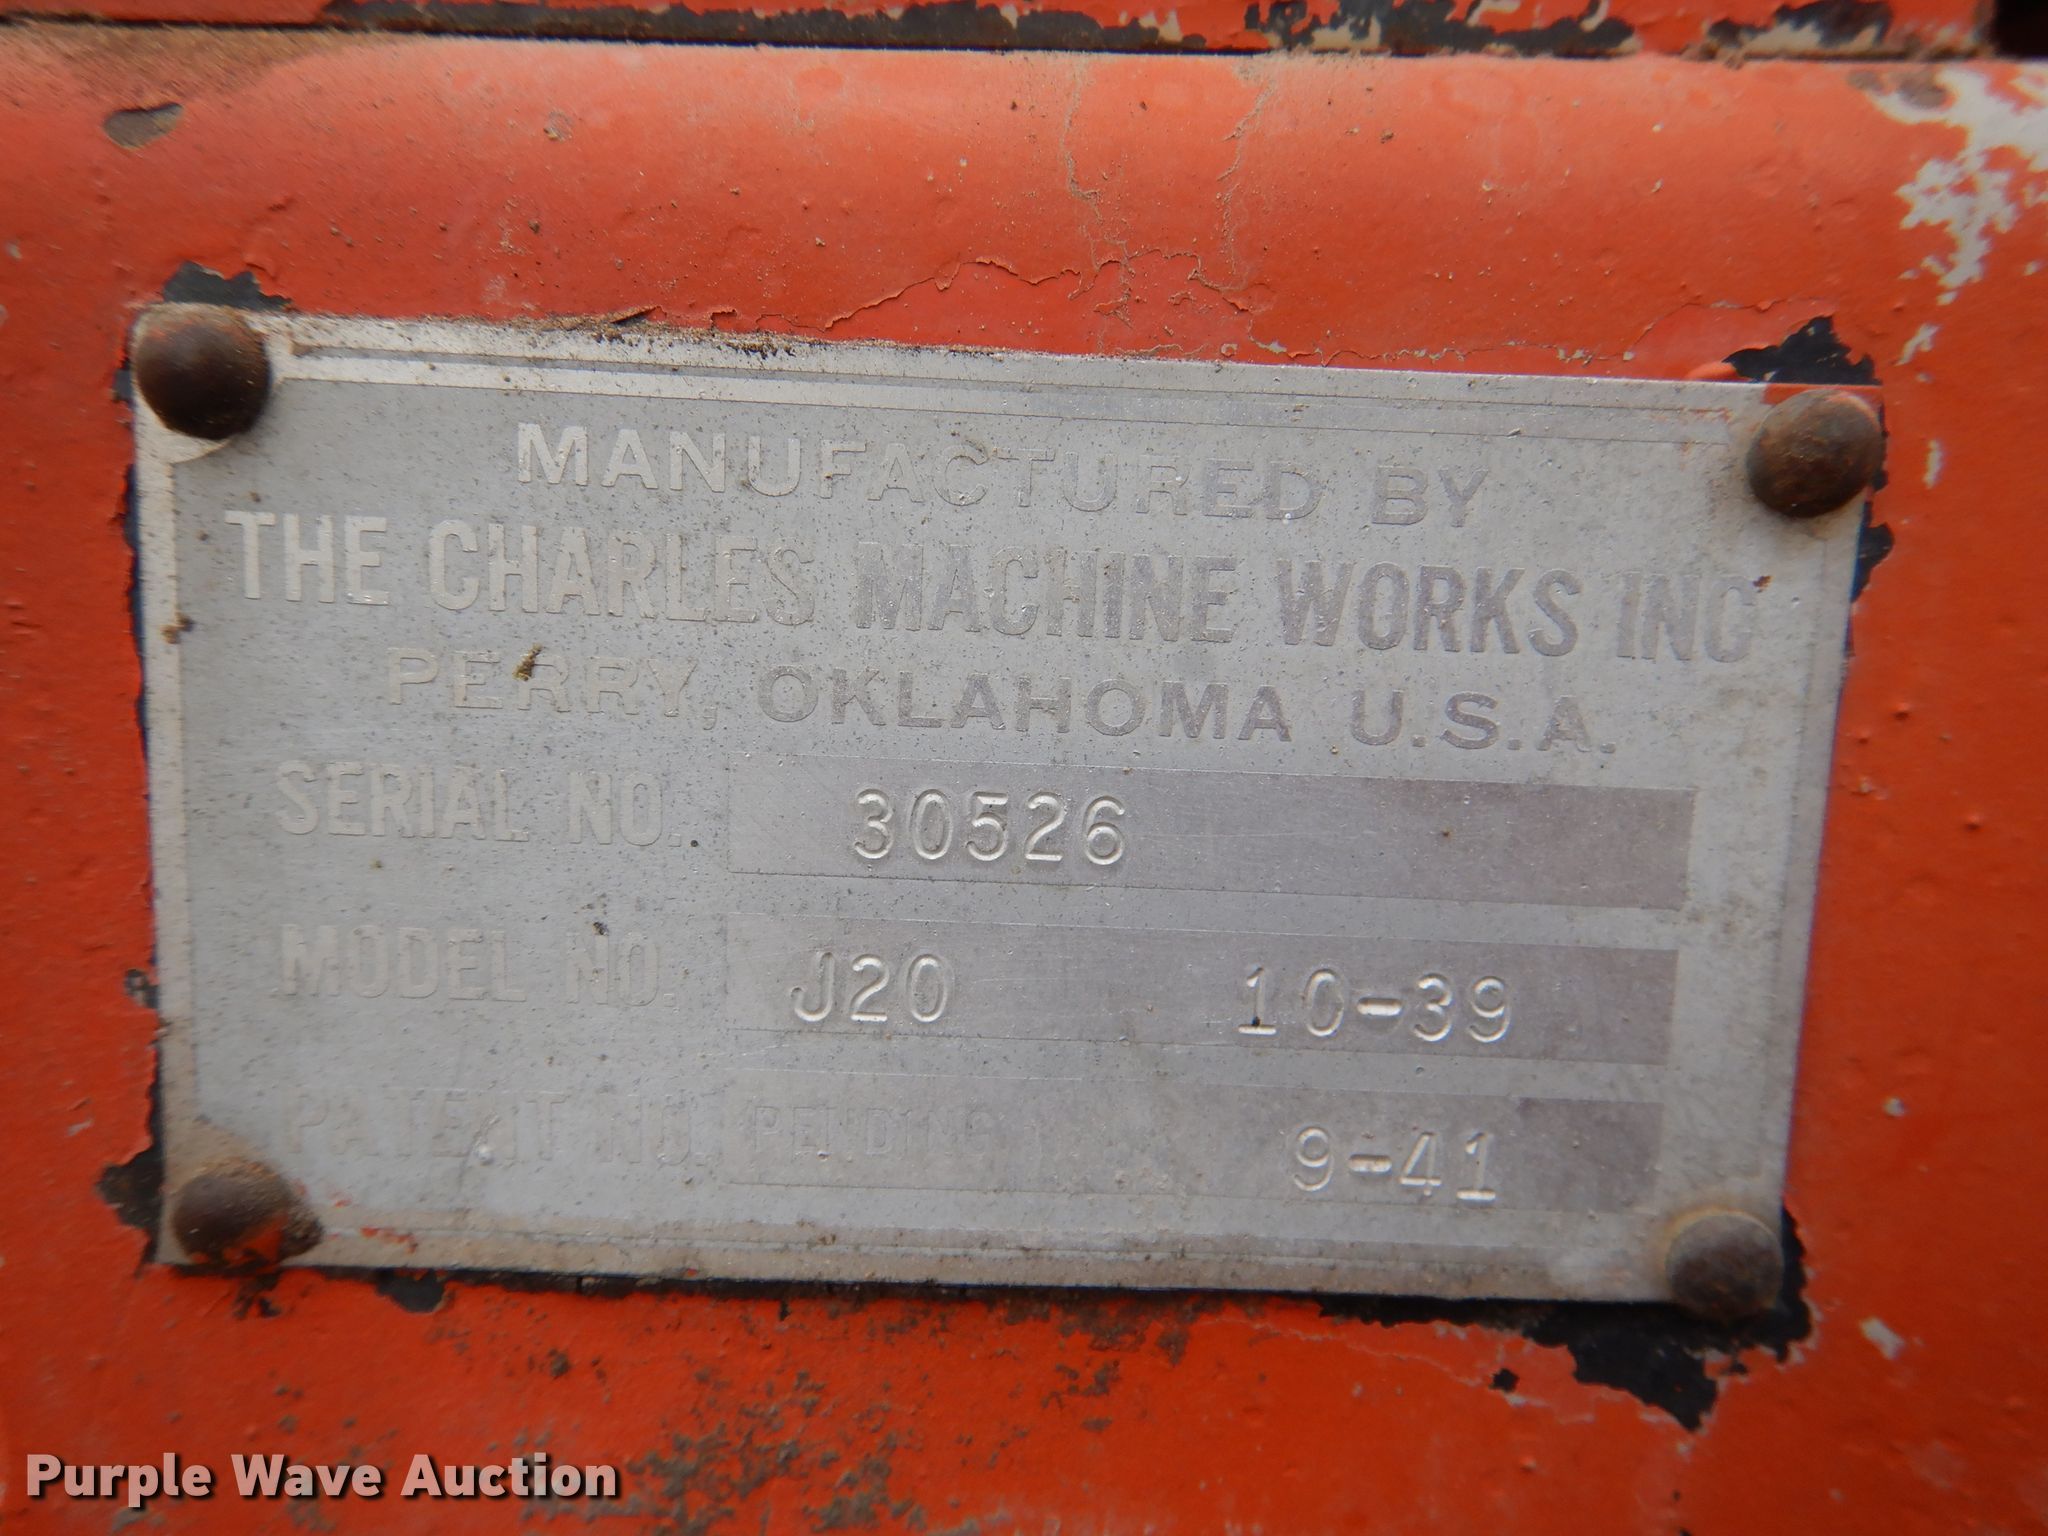 MANUFACTURED BY
THE CHARLES MACHINE WORKS INC
PERRY, OKLAHOMA U.S.A.
SERIAL NO. 30526
MODEL NO. J20 10-39
PATENT NO. PENDING 9-41
Purple Wave Auction